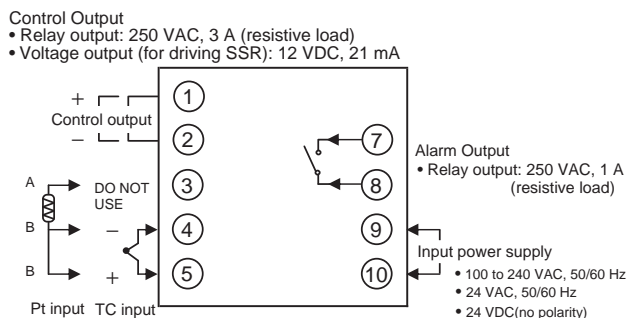 Control Output
• Relay output: 250 VAC, 3 A (resistive load)
• Voltage output (for driving SSR): 12 VDC, 21 mA
+
Control output
−
1
2
3
4
5
7
8
9
10
A
B
B
DO NOT
USE
−
+
Pt input TC input
Alarm Output
• Relay output: 250 VAC, 1 A
(resistive load)
Input power supply
• 100 to 240 VAC, 50/60 Hz
• 24 VAC, 50/60 Hz
• 24 VDC(no polarity)